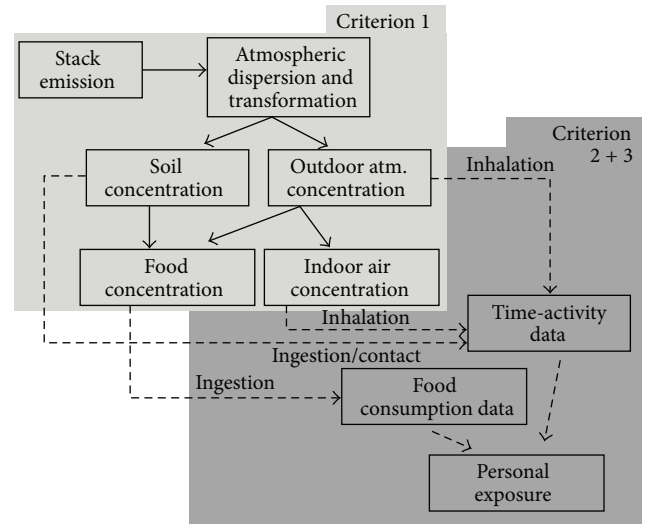 Criterion 1
Stack
emission
Atmospheric
dispersion and
transformation
Criterion
2 + 3
Soil
concentration
Outdoor atm.
concentration
Inhalation
Food
concentration
Indoor air
concentration
Inhalation
Time-activity
data
Ingestion/contact
Ingestion
Food
consumption data
Personal
exposure